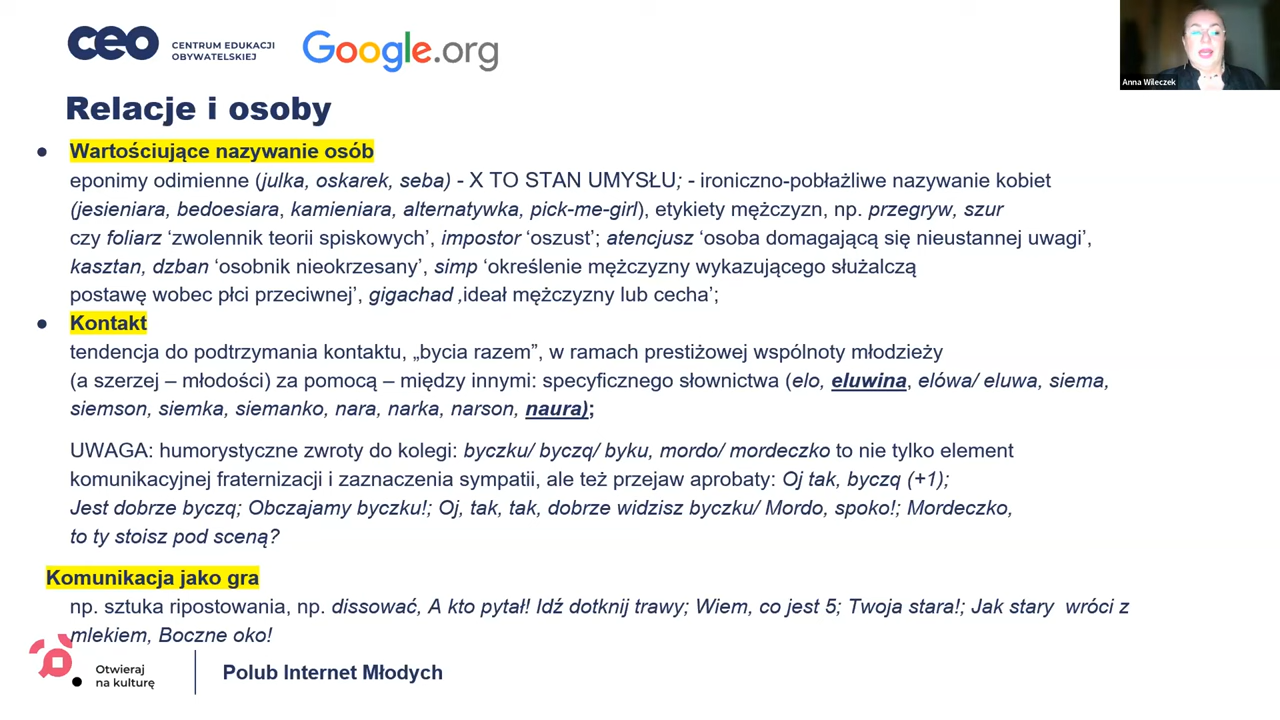 ceo CENTRUM EDUKACJI
OBYWATELSKIEJ
Google.org
Anna Wileczek
Relacje i osoby
● Wartościujące nazywanie osób
eponimy odimienne (julka, oskarek, seba) - X TO STAN UMYSŁU; - ironiczno-pobłażliwe nazywanie kobiet
(jesieniara, bedoesiara, kamieniara, alternatywka, pick-me-girl), etykiety mężczyzn, np. przegryw, szur
czy foliarz ‘zwolennik teorii spiskowych’, impostor ‘oszust’; atencjusz ‘osoba domagającą się nieustannej uwagi’,
kasztan, dzban ‘osobnik nieokrzesany’, simp ‘określenie mężczyzny wykazującego służalczą
postawę wobec płci przeciwnej’, gigachad ‚ideał mężczyzny lub cecha’;
● Kontakt
tendencja do podtrzymania kontaktu, „bycia razem”, w ramach prestiżowej wspólnoty młodzieży
(a szerzej – młodości) za pomocą – między innymi: specyficznego słownictwa (elo, eluwina, elówa/ eluwa, siema,
siemson, siemka, siemanko, nara, narka, narson, naura);
UWAGA: humorystyczne zwroty do kolegi: byczku/ byczq/ byku, mordo/ mordeczko to nie tylko element
komunikacyjnej fraternizacji i zaznaczenia sympatii, ale też przejaw aprobaty: Oj tak, byczq (+1);
Jest dobrze byczq; Obczajamy byczku!; Oj, tak, tak, dobrze widzisz byczku/ Mordo, spoko!; Mordeczko,
to ty stoisz pod sceną?
Komunikacja jako gra
np. sztuka ripostowania, np. dissować, A kto pytał! Idź dotknij trawy; Wiem, co jest 5; Twoja stara!; Jak stary wróci z
mlekiem, Boczne oko!
Otwieraj
na kulturę
Polub Internet Młodych